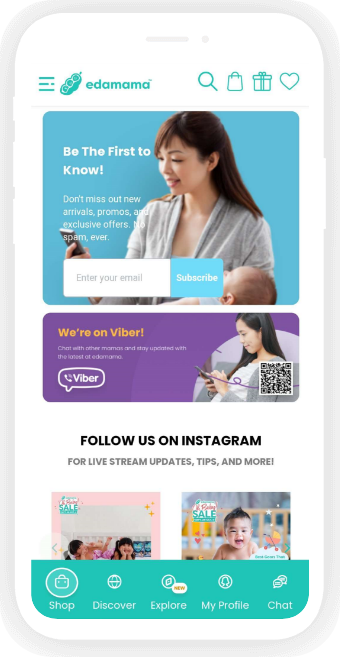 edamama
Be The First to
Know!
Don't miss out new
arrivals, promos, and
exclusive offers. No
spam, ever.
Enter your email
Subscribe
We're on Viber!
Chat with other mamas and stay updated with
the latest at edamama.
Viber
FOLLOW US ON INSTAGRAM
FOR LIVE STREAM UPDATES, TIPS, AND MORE!
Baby
SALE
Baby
SALE
NEW
Shop
Discover
Explore
My Profile
Chat